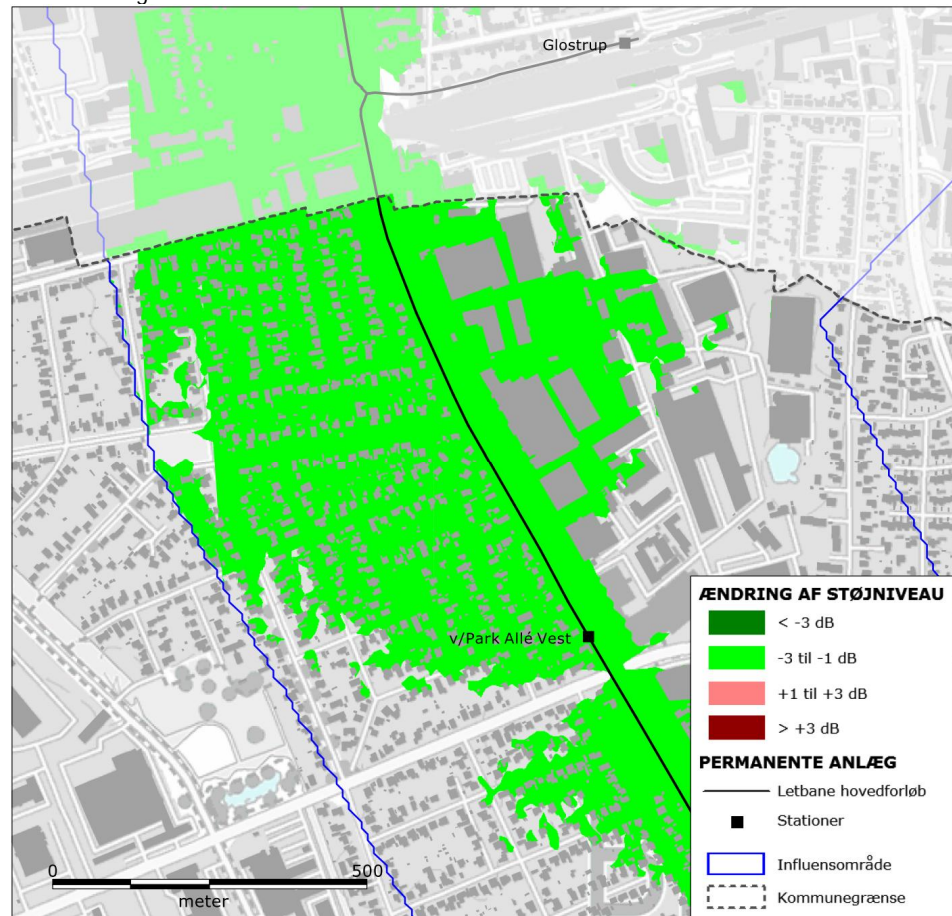 Glostrup
v/Park Allé Vest
ÆNDRING AF STØJNIVEAU
< -3 dB
-3 til -1 dB
+1 til +3 dB
> +3 dB
PERMANENTE ANLÆG
Letbane hovedforløb
Stationer
Influensområde
Kommunegrænse
0 500
meter